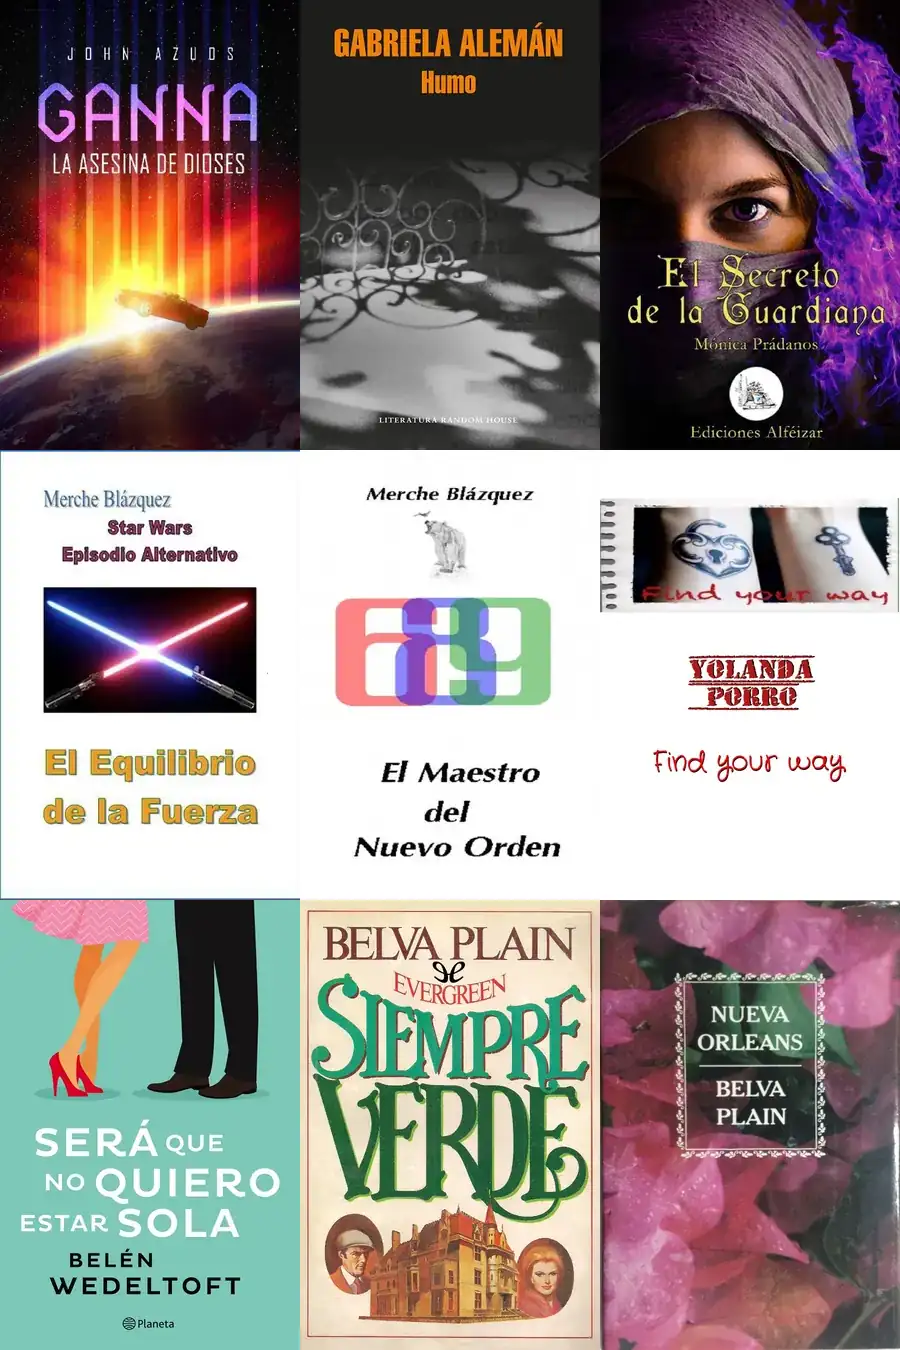 JOHN AZUDS
GANNA
LA ASESINA DE DIOSES
GABRIELA ALEMÁN
Humo
LITERATURA RANDOM HOUSE
El Secreto
de la Guardiana
Mónica Prádanos
Ediciones Alféizar
Merche Blázquez
Star Wars
Episodio Alternativo
El Equilibrio
de la Fuerza
Merche Blázquez
689
El Maestro
del
Nuevo Orden
Find your way
YOLANDA
PORRO
Find your way
SERÁ QUE
NO QUIERO
ESTAR SOLA
BELÉN
WEDELTOFT
Planeta
BELVA PLAIN
EVERGREEN
SIEMPRE
VERDE
NUEVA
ORLEANS
BELVA
PLAIN